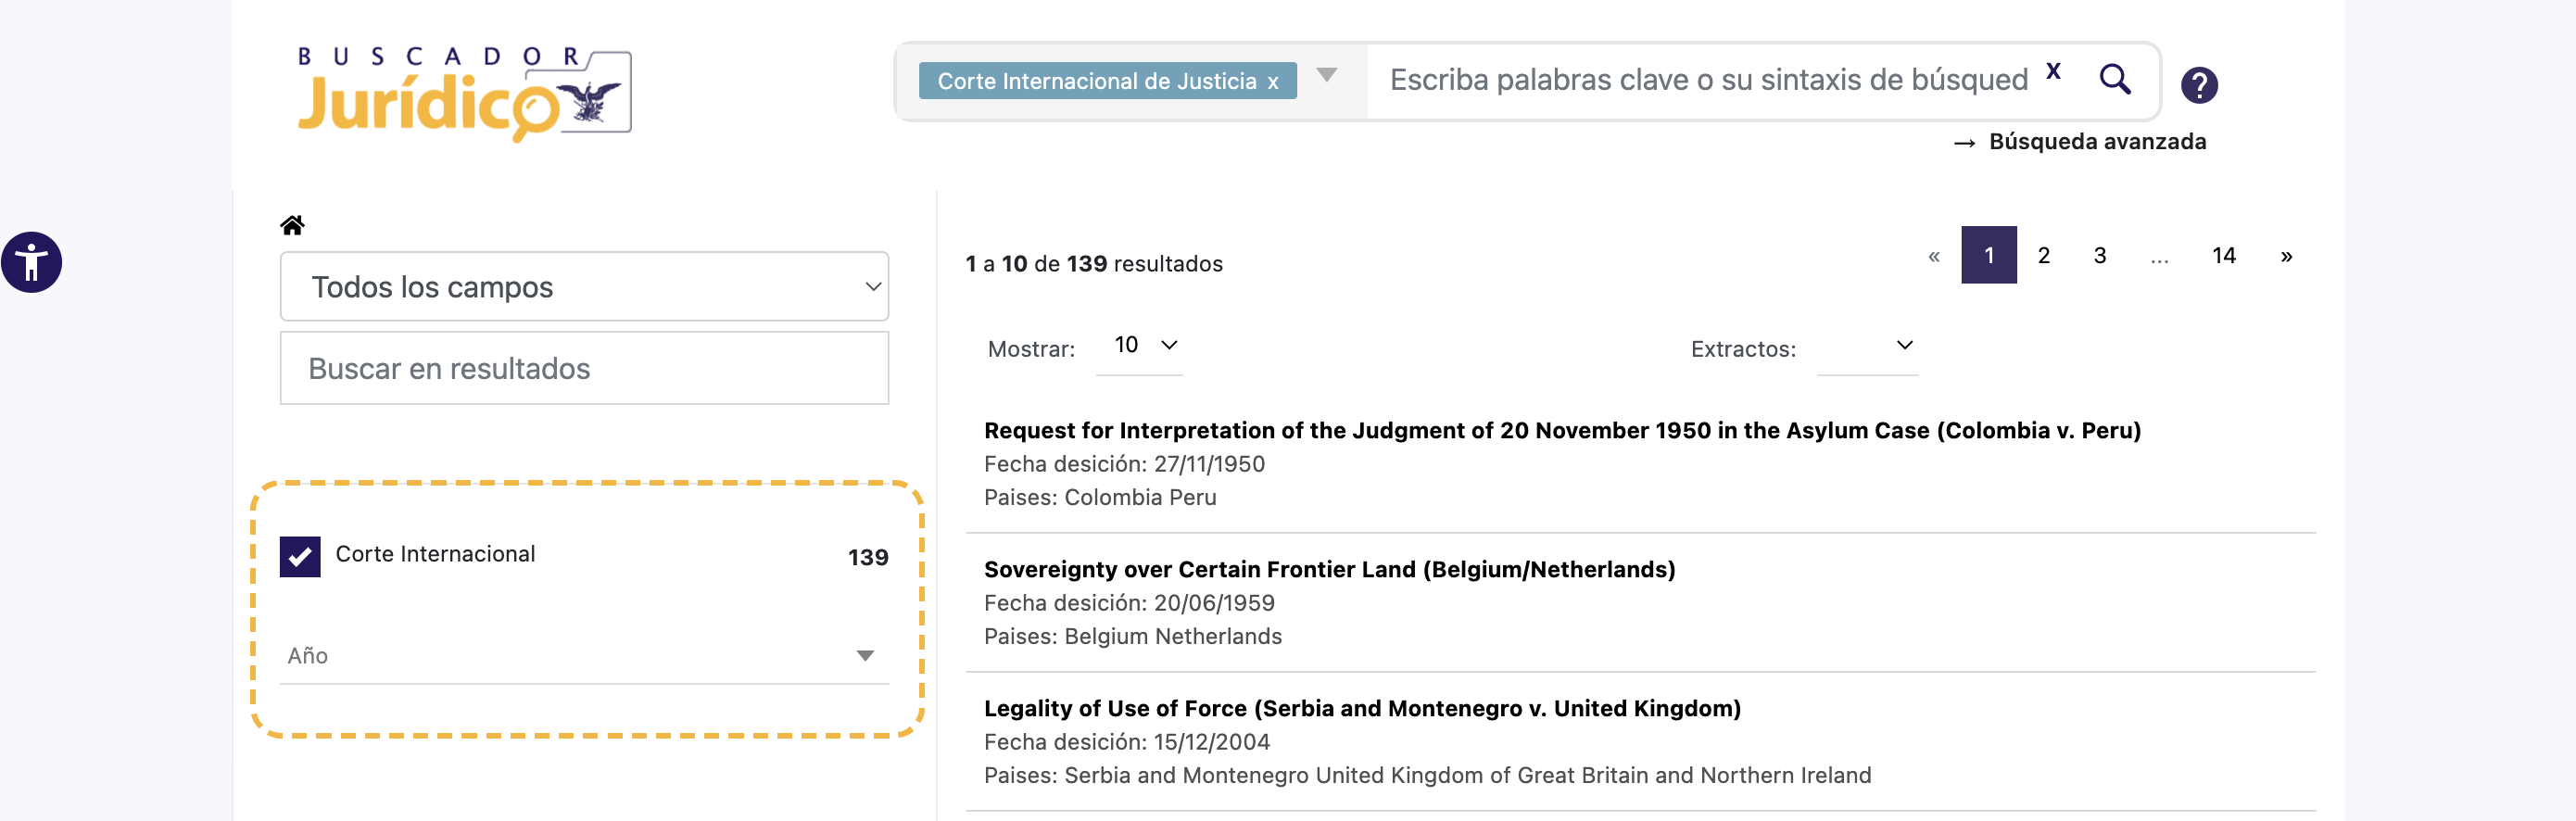 BUSCADOR
Jurídico
Corte Internacional de Justicia x
Escriba palabras clave o su sintaxis de búsqued
x
?
→ Búsqueda avanzada
Todos los campos
Buscar en resultados
Corte Internacional 139
Año
1 a 10 de 139 resultados
« 1 2 3 ... 14 »
Mostrar: 10
Extractos:
Request for Interpretation of the Judgment of 20 November 1950 in the Asylum Case (Colombia v. Peru)
Fecha desición: 27/11/1950
Paises: Colombia Peru
Sovereignty over Certain Frontier Land (Belgium/Netherlands)
Fecha desición: 20/06/1959
Paises: Belgium Netherlands
Legality of Use of Force (Serbia and Montenegro v. United Kingdom)
Fecha desición: 15/12/2004
Paises: Serbia and Montenegro United Kingdom of Great Britain and Northern Ireland